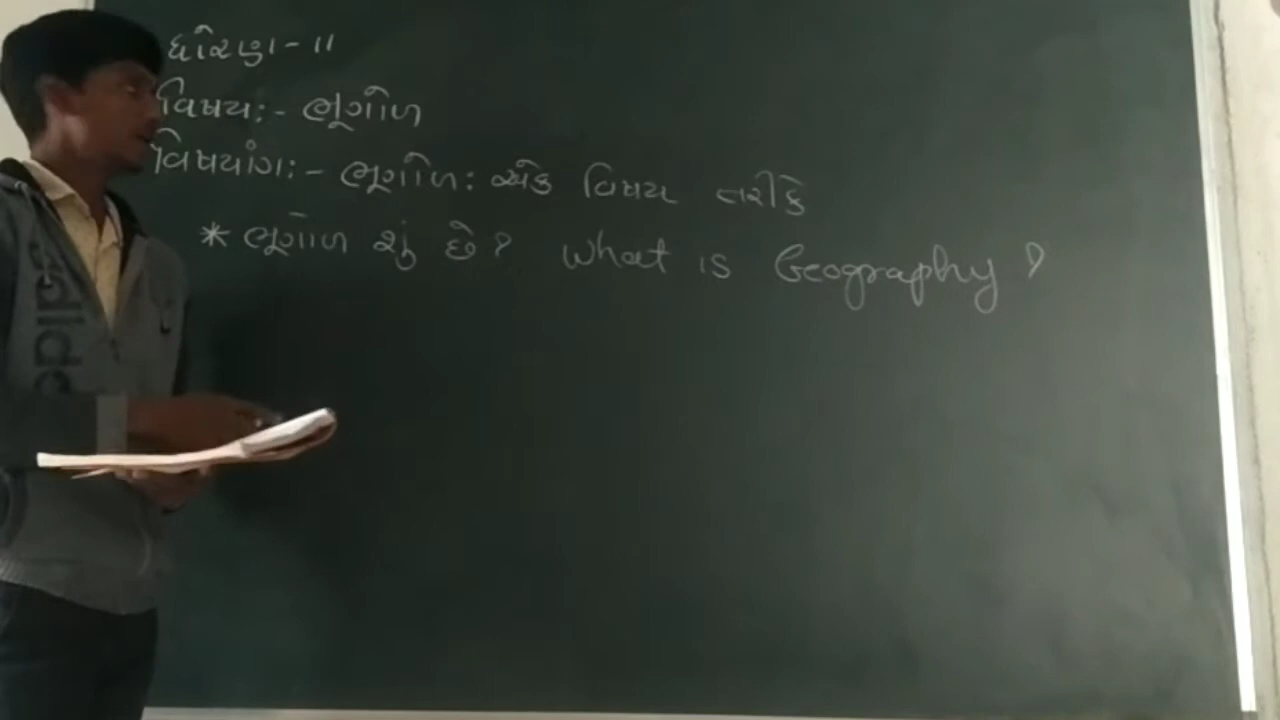 ધોરણ - 11
વિષય:- ભૂગોળ
વિષયાંગ:- ભૂગોળ: એક વિષય તરીકે
* ભૂગોળ શું છે? What is Geography?